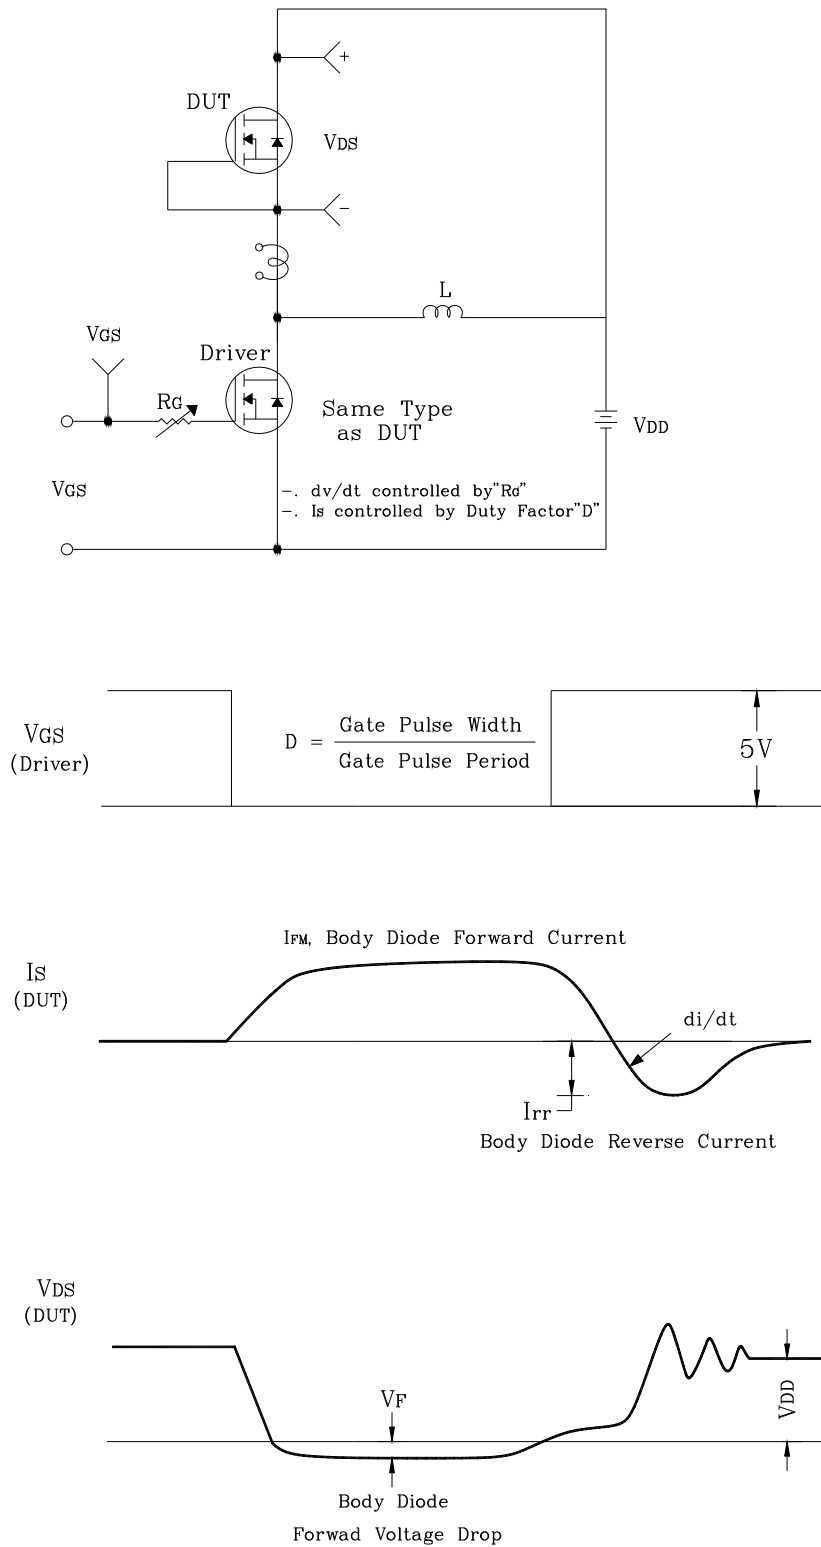 +
DUT
VDS
−
L
VGS
Driver
RG
Same Type
as DUT
VDD
VGS
−. dv/dt controlled by"RG"
−. Is controlled by Duty Factor"D"
VGS
(Driver)
D = Gate Pulse Width
Gate Pulse Period
5V
IFM, Body Diode Forward Current
IS
(DUT)
di/dt
Irr
Body Diode Reverse Current
VDS
(DUT)
VF
VDD
Body Diode
Forwad Voltage Drop